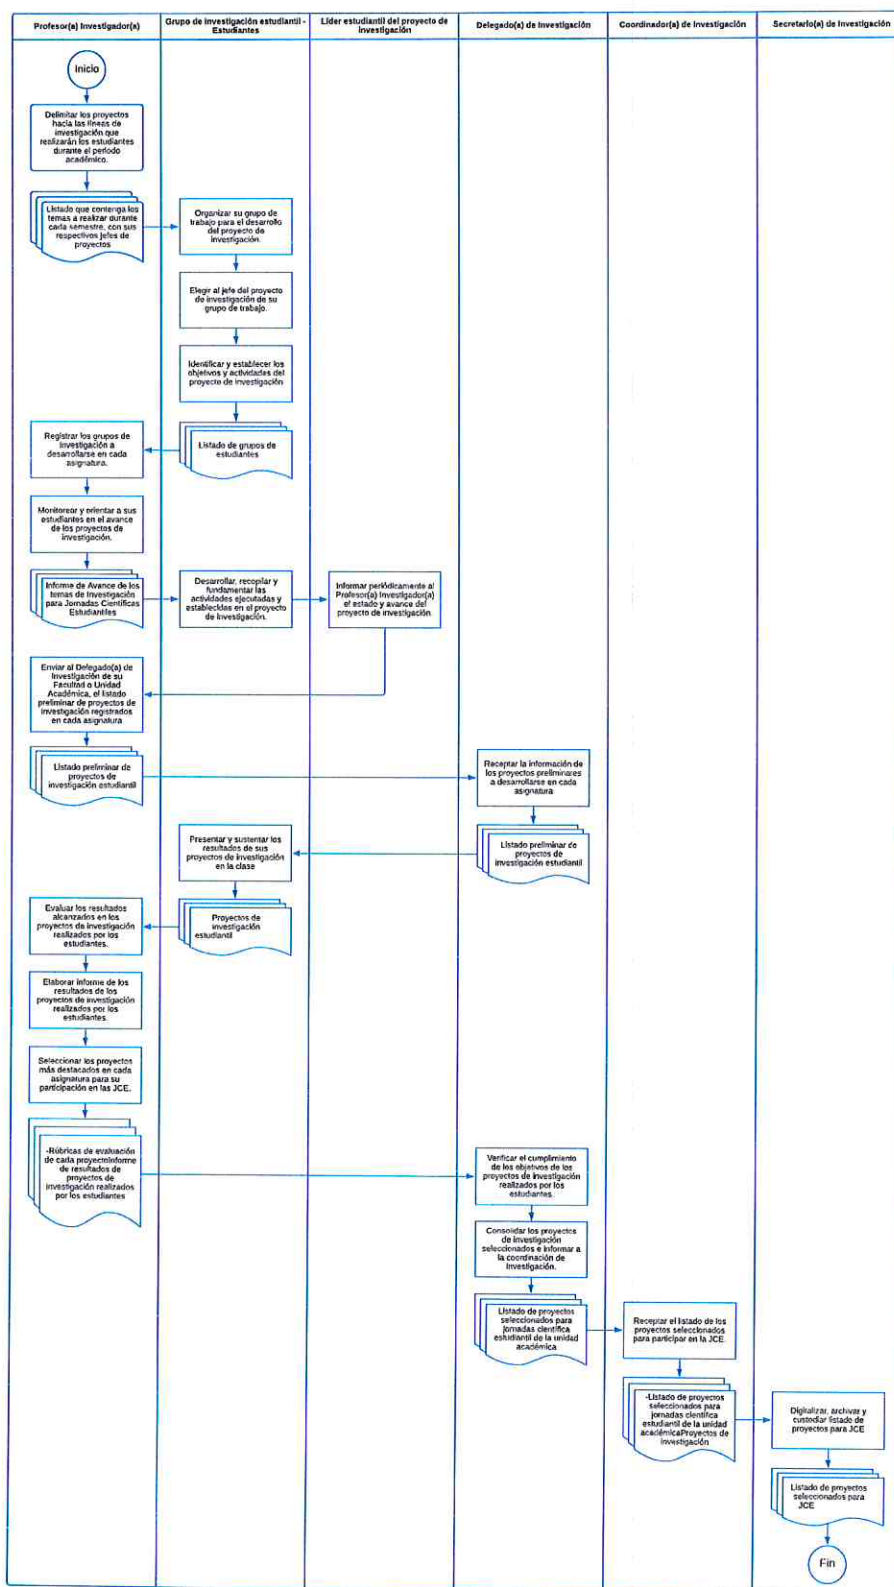 Profesor(a) Investigador(a)
Grupo de investigación estudiantil -
Estudiantes
Líder estudiantil del proyecto de
investigación
Delegado(a) de Investigación
Coordinador(a) de Investigación
Secretario(a) de Investigación
Inicio
Delimitar los proyectos
hacia las líneas de
investigación que
realizarán los estudiantes
durante el periodo
académico.
Listado que contenga los
temas a realizar durante
cada semestre, con sus
respectivos jefes de
proyectos
Organizar su grupo de
trabajo para el desarrollo
del proyecto de
investigación.
Elegir al jefe del proyecto
de investigación de su
grupo de trabajo.
Identificar y establecer los
objetivos y actividades del
proyecto de investigación
Listado de grupos de
estudiantes
Registrar los grupos de
investigación a
desarrollarse en cada
asignatura.
Monitorear y orientar a sus
estudiantes en el avance
de los proyectos de
investigación.
Informe de Avance de los
temas de Investigación
para Jornadas Científicas
Estudiantiles
Desarrollar, recopilar y
fundamentar las
actividades ejecutadas y
establecidas en el proyecto
de investigación.
Informar periódicamente al
Profesor(a) Investigador(a)
el estado y avance del
proyecto de investigación
Enviar al Delegado(a) de
Investigación de su
Facultad o Unidad
Académica, el listado
preliminar de proyectos de
investigación registrados
en cada asignatura
Listado preliminar de
proyectos de
investigación estudiantil
Receptar la información de
los proyectos preliminares
a desarrollarse en cada
asignatura
Listado preliminar de
proyectos de
investigación estudiantil
Presentar y sustentar los
resultados de sus
proyectos de investigación
en la clase
Proyectos de
investigación
estudiantil
Evaluar los resultados
alcanzados en los
proyectos de investigación
realizados por los
estudiantes.
Elaborar informe de los
resultados de los
proyectos de investigación
realizados por los
estudiantes.
Seleccionar los proyectos
más destacados en cada
asignatura para su
participación en las JCE.
-Rúbricas de evaluación
de cada proyectoInforme
de resultados de
proyectos de
investigación realizados
por los estudiantes
Verificar el cumplimiento
de los objetivos de los
proyectos de investigación
realizados por los
estudiantes.
Consolidar los proyectos
de investigación
seleccionados e informar a
la coordinación de
Investigación.
Listado de proyectos
seleccionados para
jornadas científica
estudiantil de la unidad
académica
Receptar el listado de los
proyectos seleccionados
para participar en la JCE.
-Listado de proyectos
seleccionados para
jornadas científica
estudiantil de la unidad
académicaProyectos de
investigación
Digitalizar, archivar y
custodiar listado de
proyectos para JCE
Listado de proyectos
seleccionados para
JCE
Fin